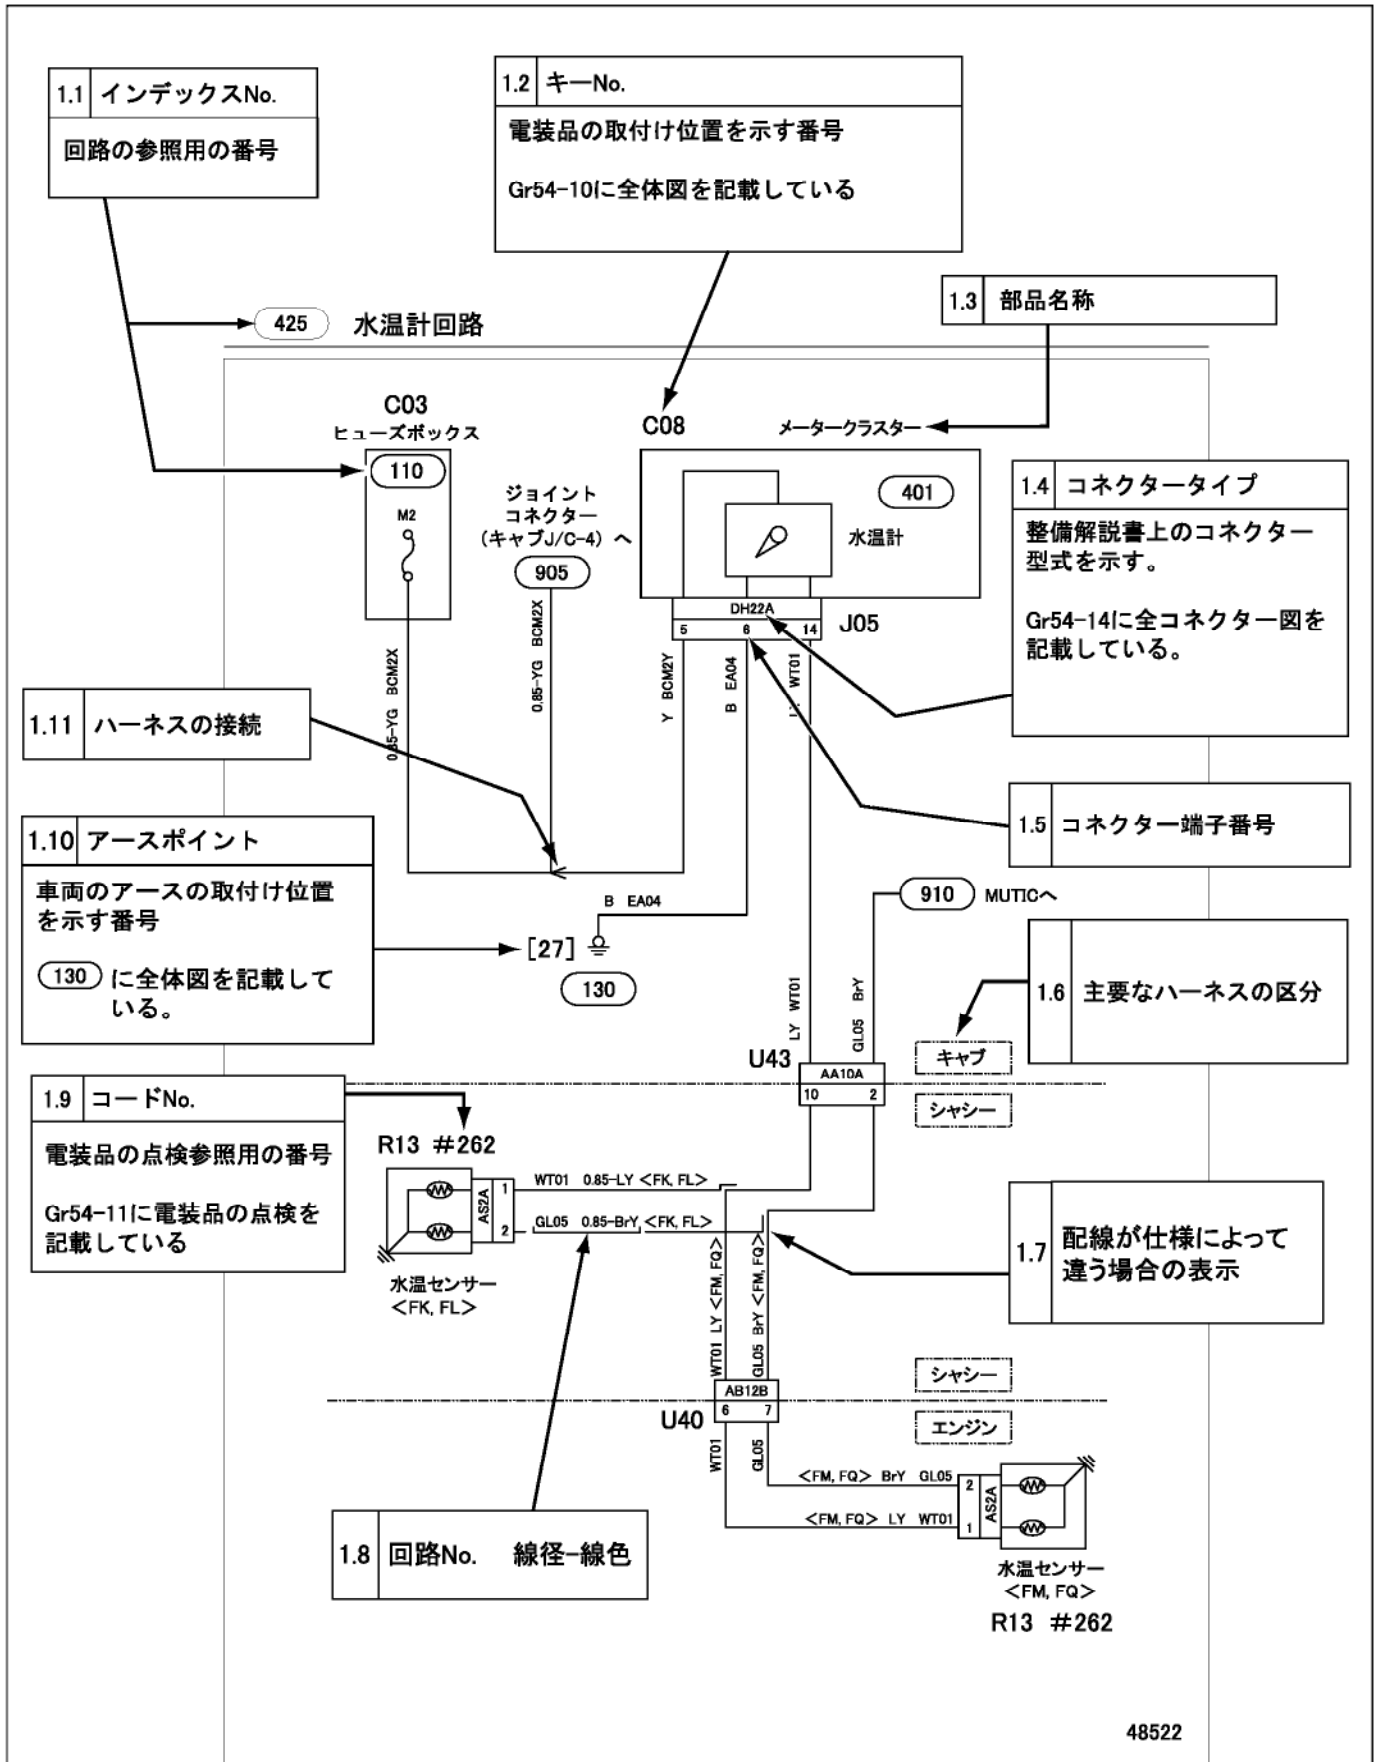 1.1 インデックスNo.
回路の参照用の番号
1.2 キーNo.
電装品の取付け位置を示す番号
Gr54-10に全体図を記載している
1.3 部品名称
425 水温計回路
C03
ヒューズボックス
110
M2
ジョイント
コネクター
(キャブJ/C-4) へ
905
C08
メータークラスター
401
水温計
DH22A
5 6 14
J05
1.4 コネクタータイプ
整備解説書上のコネクター
型式を示す。
Gr54-14に全コネクター図を
記載している。
0.85-YG BCM2X
0.85-YG BCM2X
Y BCM2Y
B EA04
WT01
1.11 ハーネスの接続
1.5 コネクター端子番号
1.10 アースポイント
車両のアースの取付け位置
を示す番号
130 に全体図を記載して
いる。
B EA04
[27]
130
910 MUTICへ
1.6 主要なハーネスの区分
LY WT01
GL05 BrY
U43
AA10A
10 2
キャブ
シャシー
1.9 コードNo.
電装品の点検参照用の番号
Gr54-11に電装品の点検を
記載している
R13 #262
AS2A
1
2
WT01 0.85-LY <FK, FL>
GL05 0.85-BrY <FK, FL>
水温センサー
<FK, FL>
1.7 配線が仕様によって
違う場合の表示
WT01 LY <FM, FQ>
GL05 BrY <FM, FQ>
シャシー
エンジン
U40
AB12B
6 7
WT01
GL05
<FM, FQ> BrY GL05
<FM, FQ> LY WT01
2
1
AS2A
水温センサー
<FM, FQ>
R13 #262
1.8 回路No. 線径-線色
48522